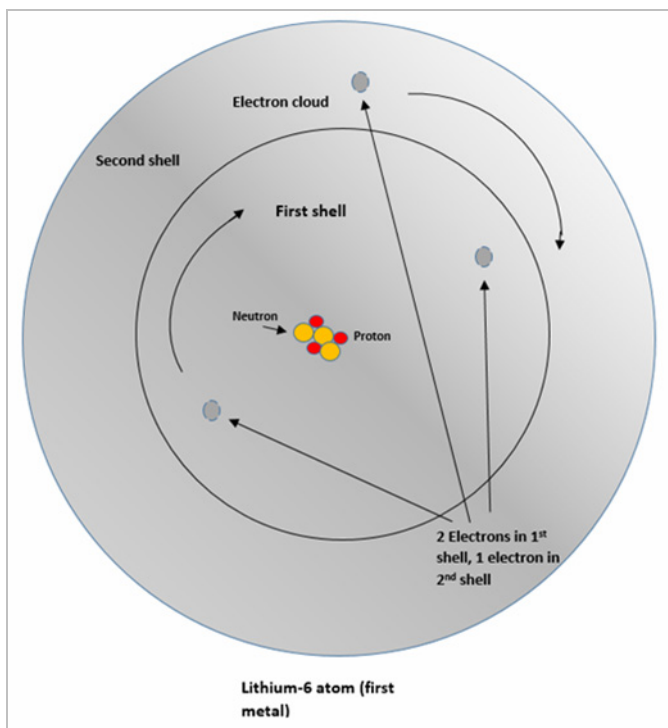 Electron cloud
Second shell
First shell
Neutron
Proton
2 Electrons in 1st
shell, 1 electron in
2nd shell
Lithium-6 atom (first
metal)